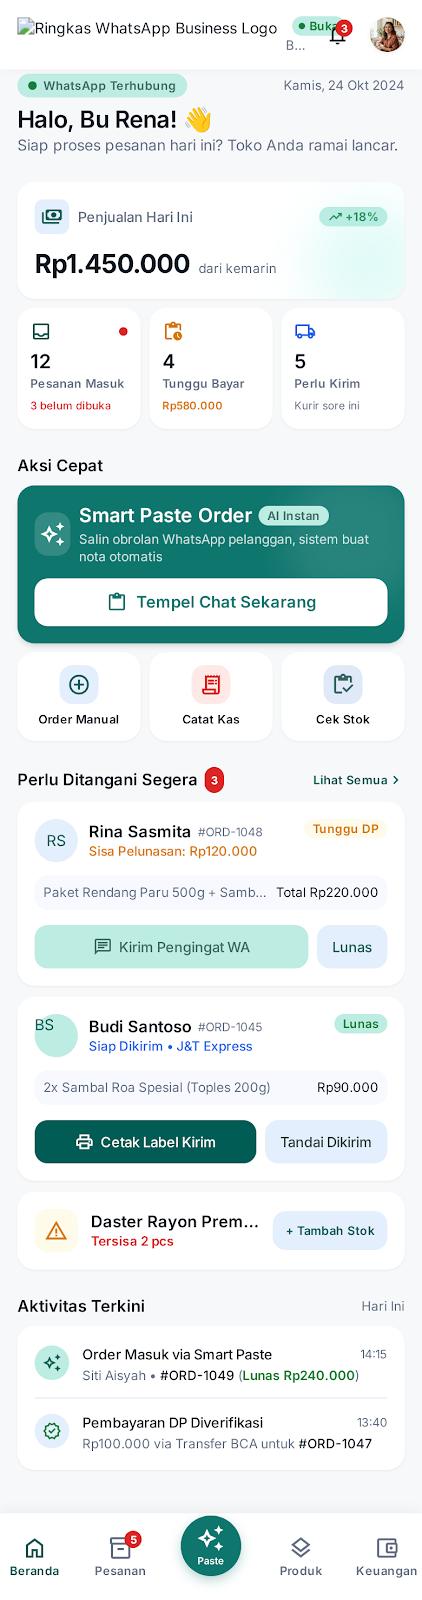 Ringkas WhatsApp Business Logo
Buka
B...
3
WhatsApp Terhubung
Kamis, 24 Okt 2024
Halo, Bu Rena! 👋
Siap proses pesanan hari ini? Toko Anda ramai lancar.
Penjualan Hari Ini
+18%
Rp1.450.000 dari kemarin
12
Pesanan Masuk
3 belum dibuka
4
Tunggu Bayar
Rp580.000
5
Perlu Kirim
Kurir sore ini
Aksi Cepat
Smart Paste Order AI Instan
Salin obrolan WhatsApp pelanggan, sistem buat
nota otomatis
Tempel Chat Sekarang
Order Manual
Catat Kas
Cek Stok
Perlu Ditangani Segera 3
Lihat Semua
RS
Rina Sasmita #ORD-1048
Tunggu DP
Sisa Pelunasan: Rp120.000
Paket Rendang Paru 500g + Samb... Total Rp220.000
Kirim Pengingat WA
Lunas
BS
Budi Santoso #ORD-1045
Lunas
Siap Dikirim • J&T Express
2x Sambal Roa Spesial (Toples 200g) Rp90.000
Cetak Label Kirim
Tandai Dikirim
Daster Rayon Prem...
Tersisa 2 pcs
+ Tambah Stok
Aktivitas Terkini
Hari Ini
Order Masuk via Smart Paste 14:15
Siti Aisyah • #ORD-1049 (Lunas Rp240.000)
Pembayaran DP Diverifikasi 13:40
Rp100.000 via Transfer BCA untuk #ORD-1047
Beranda
5
Pesanan
Paste
Produk
Keuangan